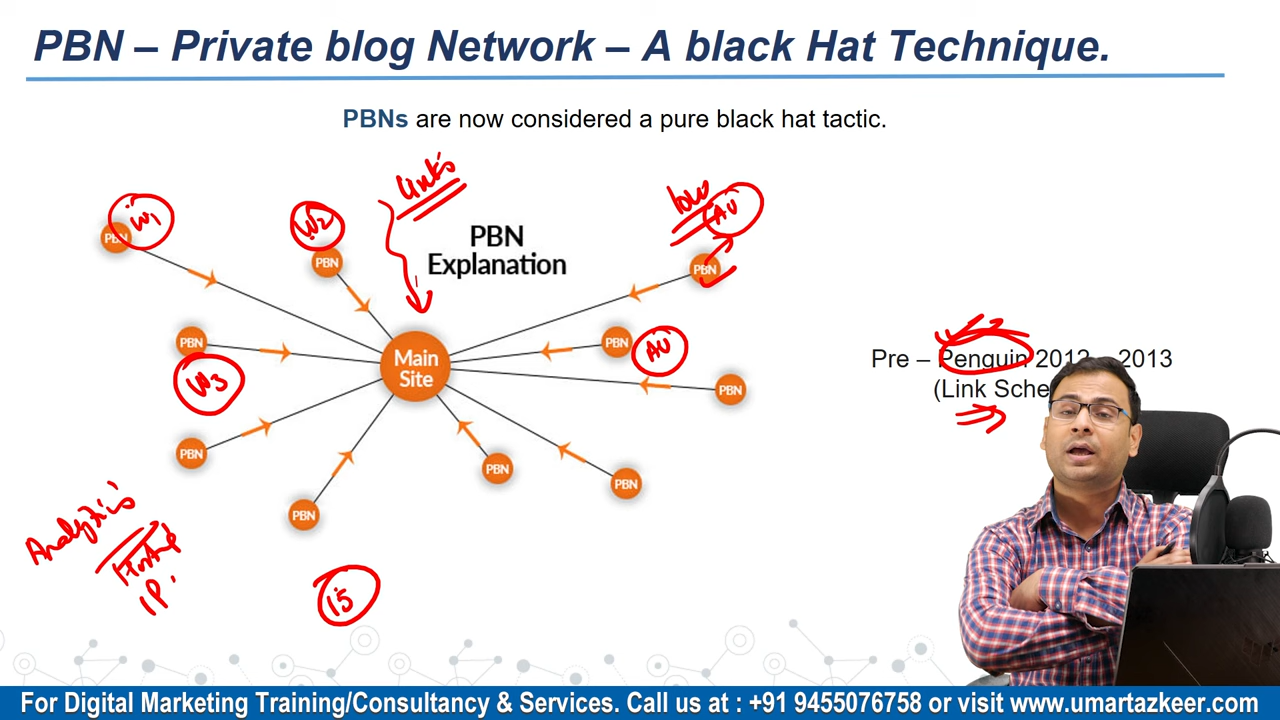 PBN – Private blog Network – A black Hat Technique.
PBNs are now considered a pure black hat tactic.
Links
W1
W2
AU
PBN
PBN
PBN
PBN
Explanation
PBN
PBN
AU
Main
Site
W3
PBN
PBN
PBN
PBN
PBN
Pre – Penguin 2012 – 2013
(Link Sche
Analytics
IP
15
For Digital Marketing Training/Consultancy & Services. Call us at : +91 9455076758 or visit www.umartazkeer.com